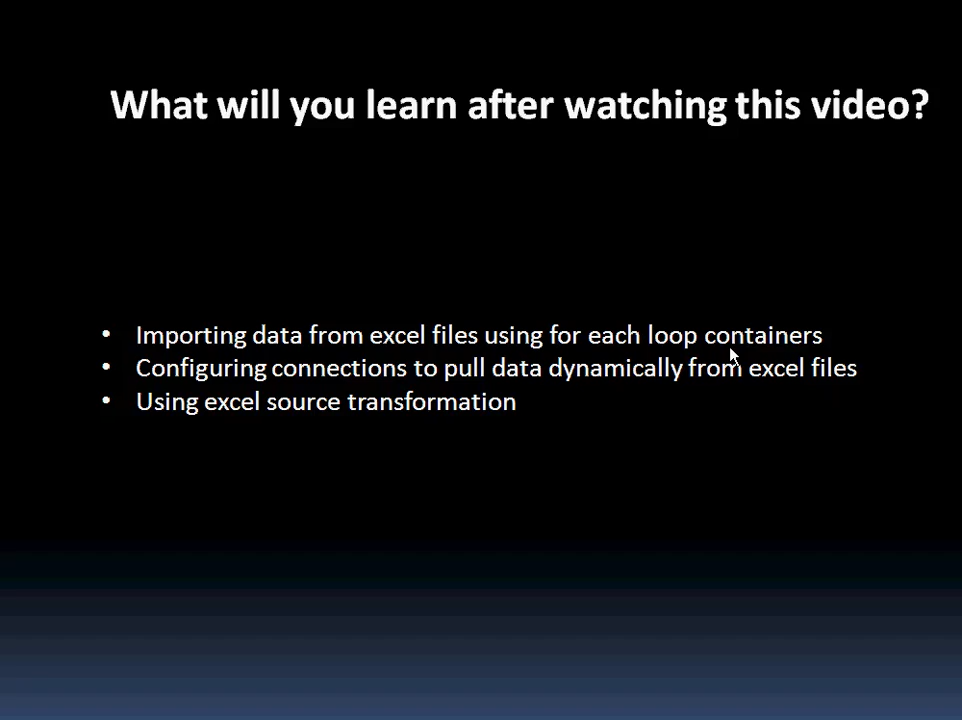 What will you learn after watching this video?
• Importing data from excel files using for each loop containers
• Configuring connections to pull data dynamically from excel files
• Using excel source transformation